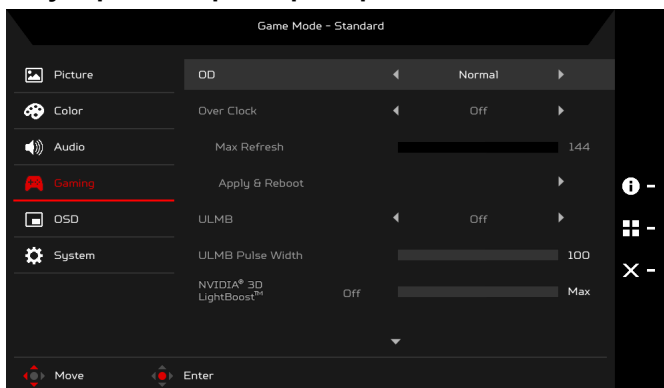 Game Mode - Standard
Picture
OD
Normal
Color
Over Clock
Off
Audio
Max Refresh
144
Gaming
Apply & Reboot
OSD
ULMB
Off
System
ULMB Pulse Width
100
NVIDIA® 3D
LightBoost™
Off
Max
Move
Enter